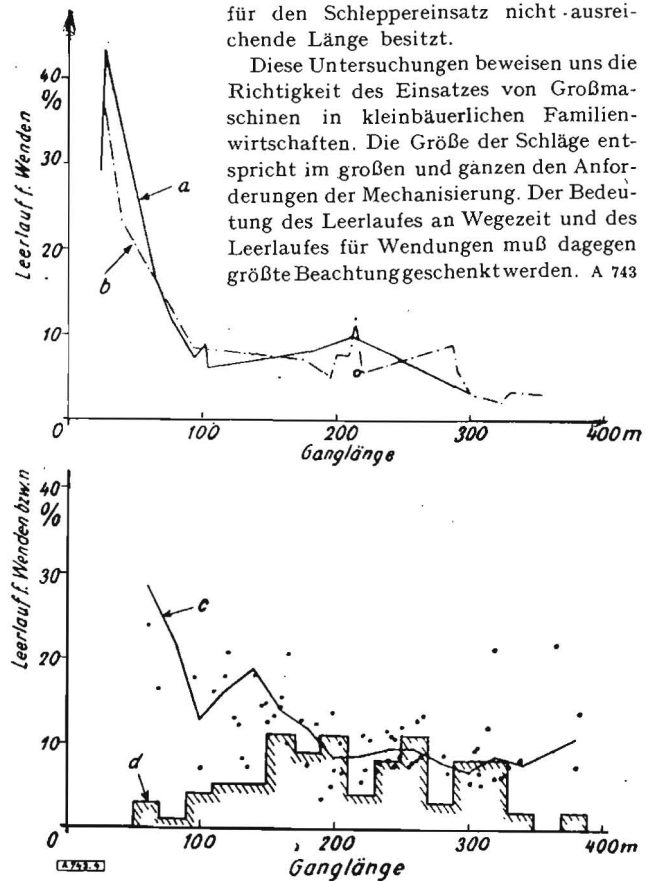 für den Schleppereinsatz nicht ausrei-
chende Länge besitzt.
Diese Untersuchungen beweisen uns die
Richtigkeit des Einsatzes von Großma-
schinen in kleinbäuerlichen Familien-
wirtschaften. Die Größe der Schläge ent-
spricht im großen und ganzen den Anfor-
derungen der Mechanisierung. Der Bedeu-
tung des Leerlaufes an Wegezeit und des
Leerlaufes für Wendungen muß dagegen
größte Beachtung geschenkt werden. A 743
Leerlauf f. Wenden
40
%
30
20
10
0
a
b
100
200
300
400 m
Ganglänge
Leerlauf f. Wenden bzw. n
40
%
30
20
10
0
c
d
100
200
300
400 m
Ganglänge
A 743.4